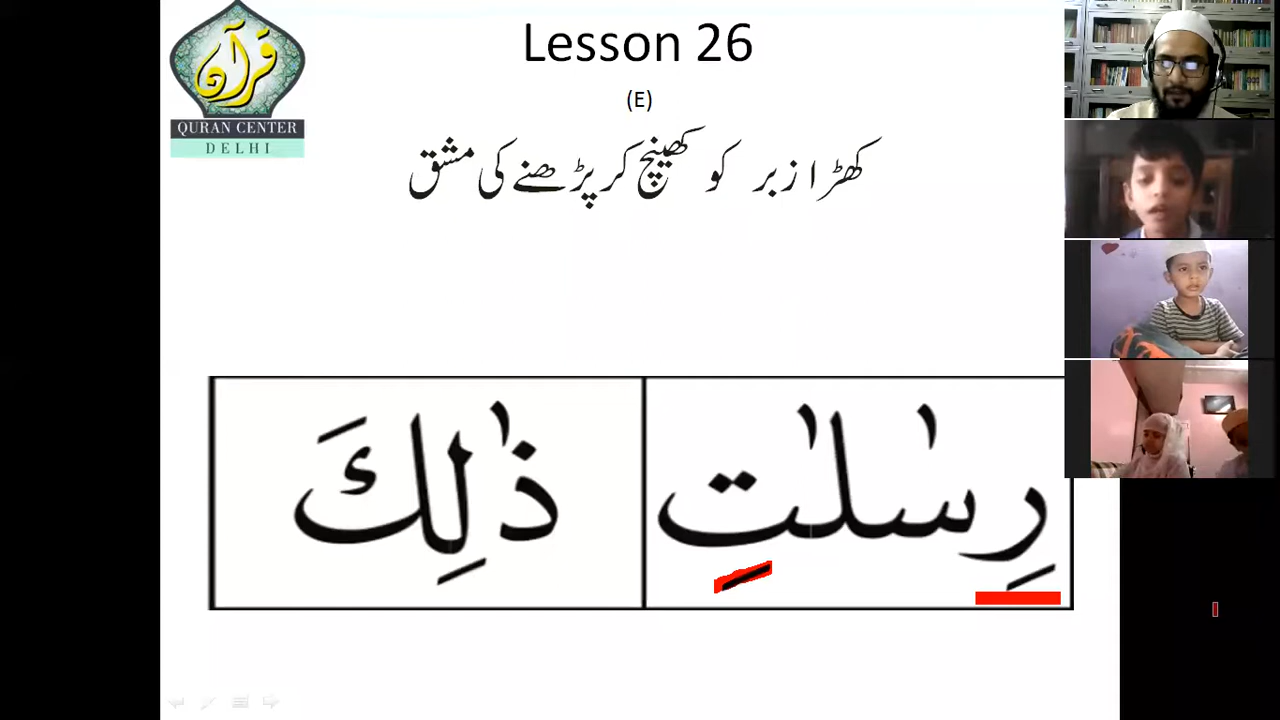 قرآن
QURAN CENTER
DELHI
Lesson 26
(E)
کھڑا زبر کو کھینچ کر پڑھنے کی مشق
رِسٰلٰتِ
ذٰلِكَ